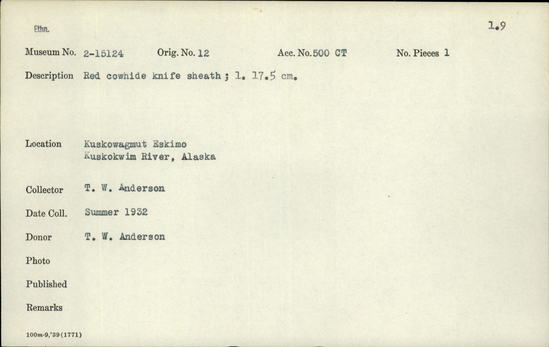 Ethn.
1.9
Museum No. 2-15124 Orig. No. 12 Acc. No. 500 CT No. Pieces 1
Description Red cowhide knife sheath; l. 17.5 cm.
Location Kuskowagmut Eskimo
Kuskokwim River, Alaska
Collector T. W. Anderson
Date Coll. Summer 1932
Donor T. W. Anderson
Photo
Published
Remarks
100m-9,'39(1771)